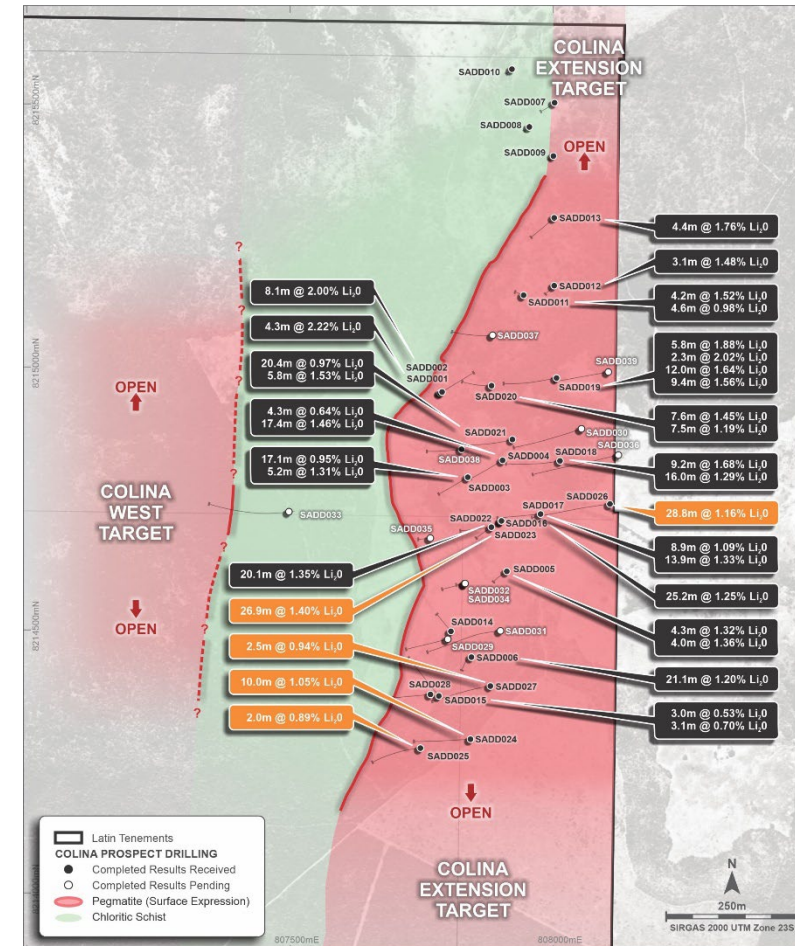 COLINA
EXTENSION
TARGET
SADD010
SADD007
8215500mN
SADD008
SADD009
OPEN
SADD013
4.4m @ 1.76% Li₂0
3.1m @ 1.48% Li₂0
SADD012
8.1m @ 2.00% Li₂0
SADD011
4.2m @ 1.52% Li₂0
4.6m @ 0.98% Li₂0
4.3m @ 2.22% Li₂0
SADD037
5.8m @ 1.88% Li₂0
2.3m @ 2.02% Li₂0
12.0m @ 1.64% Li₂0
9.4m @ 1.56% Li₂0
20.4m @ 0.97% Li₂0
5.8m @ 1.53% Li₂0
SADD002
SADD001
SADD039
8215000mN
SADD019
SADD020
OPEN
4.3m @ 0.64% Li₂0
17.4m @ 1.46% Li₂0
7.6m @ 1.45% Li₂0
7.5m @ 1.19% Li₂0
SADD021
SADD030
SADD036
SADD038
SADD004
SADD018
9.2m @ 1.68% Li₂0
16.0m @ 1.29% Li₂0
17.1m @ 0.95% Li₂0
5.2m @ 1.31% Li₂0
SADD003
COLINA
WEST
TARGET
SADD026
SADD017
28.8m @ 1.16% Li₂0
SADD033
SADD022
SADD016
SADD035
SADD023
8.9m @ 1.09% Li₂0
13.9m @ 1.33% Li₂0
20.1m @ 1.35% Li₂0
SADD005
25.2m @ 1.25% Li₂0
26.9m @ 1.40% Li₂0
SADD032
SADD034
OPEN
8214500mN
4.3m @ 1.32% Li₂0
4.0m @ 1.36% Li₂0
SADD014
SADD031
2.5m @ 0.94% Li₂0
SADD029
SADD006
21.1m @ 1.20% Li₂0
10.0m @ 1.05% Li₂0
SADD028
SADD027
SADD015
3.0m @ 0.53% Li₂0
3.1m @ 0.70% Li₂0
2.0m @ 0.89% Li₂0
SADD024
SADD025
OPEN
?
?
?
?
?
?
Latin Tenements
COLINA PROSPECT DRILLING
Completed Results Received
Completed Results Pending
Pegmatite (Surface Expression)
Chloritic Schist
COLINA
EXTENSION
TARGET
N
250m
SIRGAS 2000 UTM Zone 23S
807500mE
808000mE